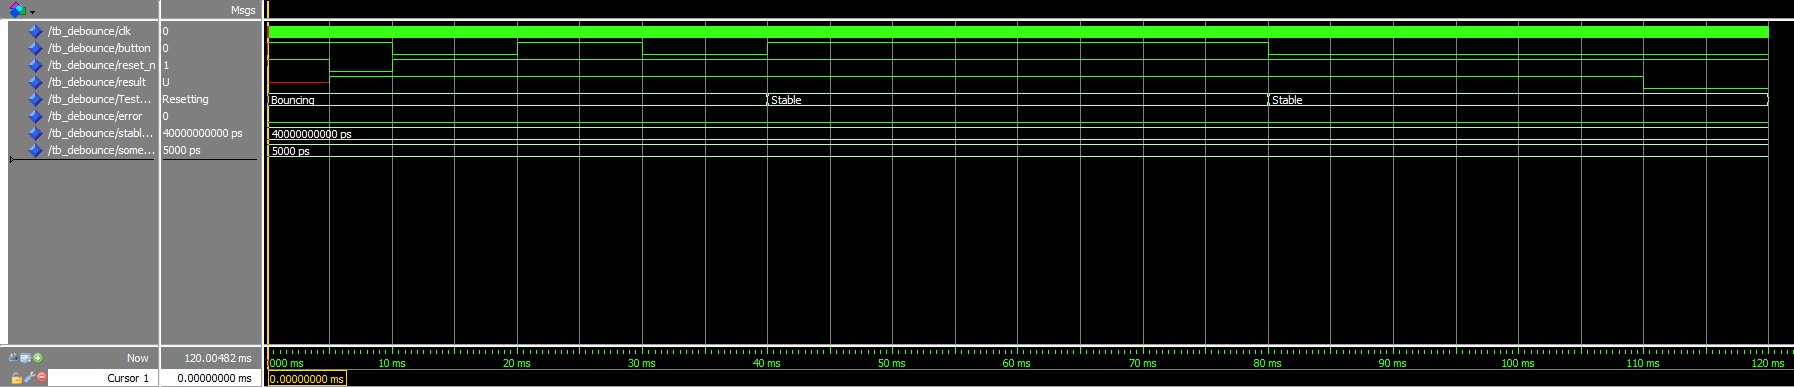 Msgs
/tb_debounce/clk 0
/tb_debounce/button 0
/tb_debounce/reset_n 1
/tb_debounce/result U
/tb_debounce/Test... Resetting Bouncing Stable Stable
/tb_debounce/error 0
/tb_debounce/stabl... 40000000000 ps 40000000000 ps
/tb_debounce/some... 5000 ps 5000 ps
Now 120.00482 ms 000 ms 10 ms 20 ms 30 ms 40 ms 50 ms 60 ms 70 ms 80 ms 90 ms 100 ms 110 ms 120 ms
Cursor 1 0.00000000 ms 0.00000000 ms